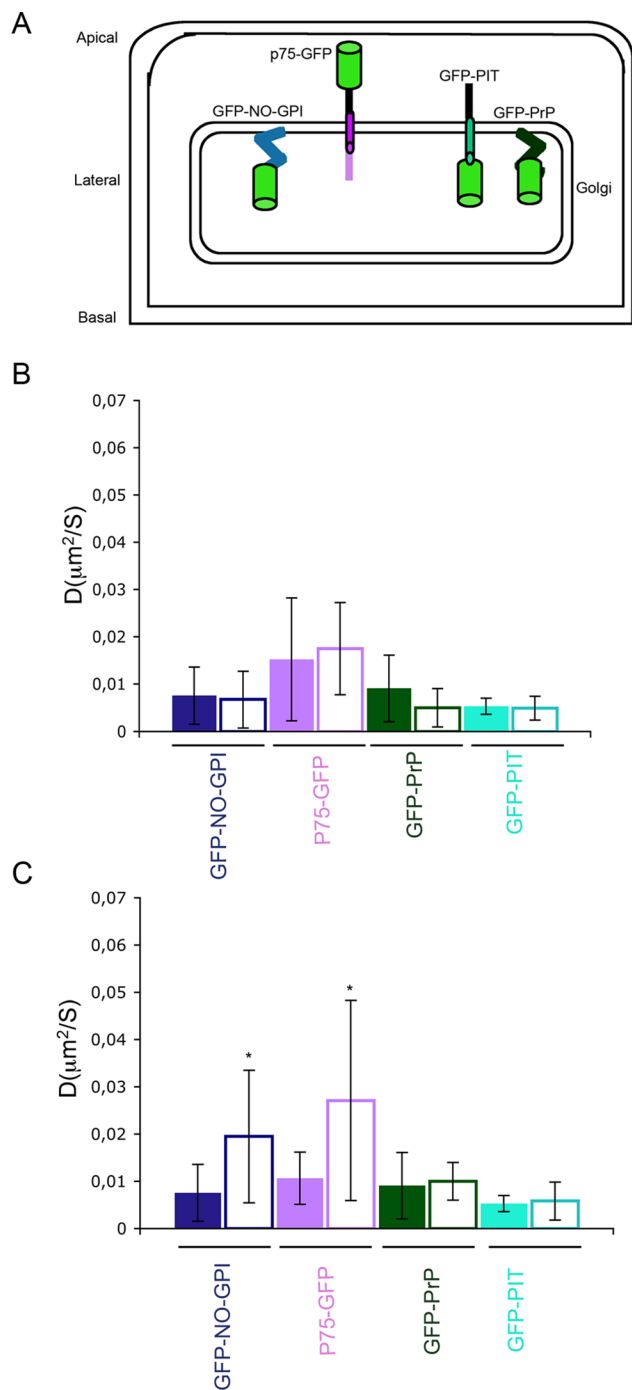 A
Apical
p75-GFP
GFP-PIT
GFP-NO-GPI
GFP-PrP
Lateral
Golgi
Basal
B
0,07
0,06
0,05
0,04
0,03
0,02
0,01
0
D(µm²/S)
GFP-NO-GPI
P75-GFP
GFP-PrP
GFP-PIT
C
0,07
0,06
0,05
0,04
0,03
0,02
0,01
0
D(µm²/S)
*
*
GFP-NO-GPI
P75-GFP
GFP-PrP
GFP-PIT